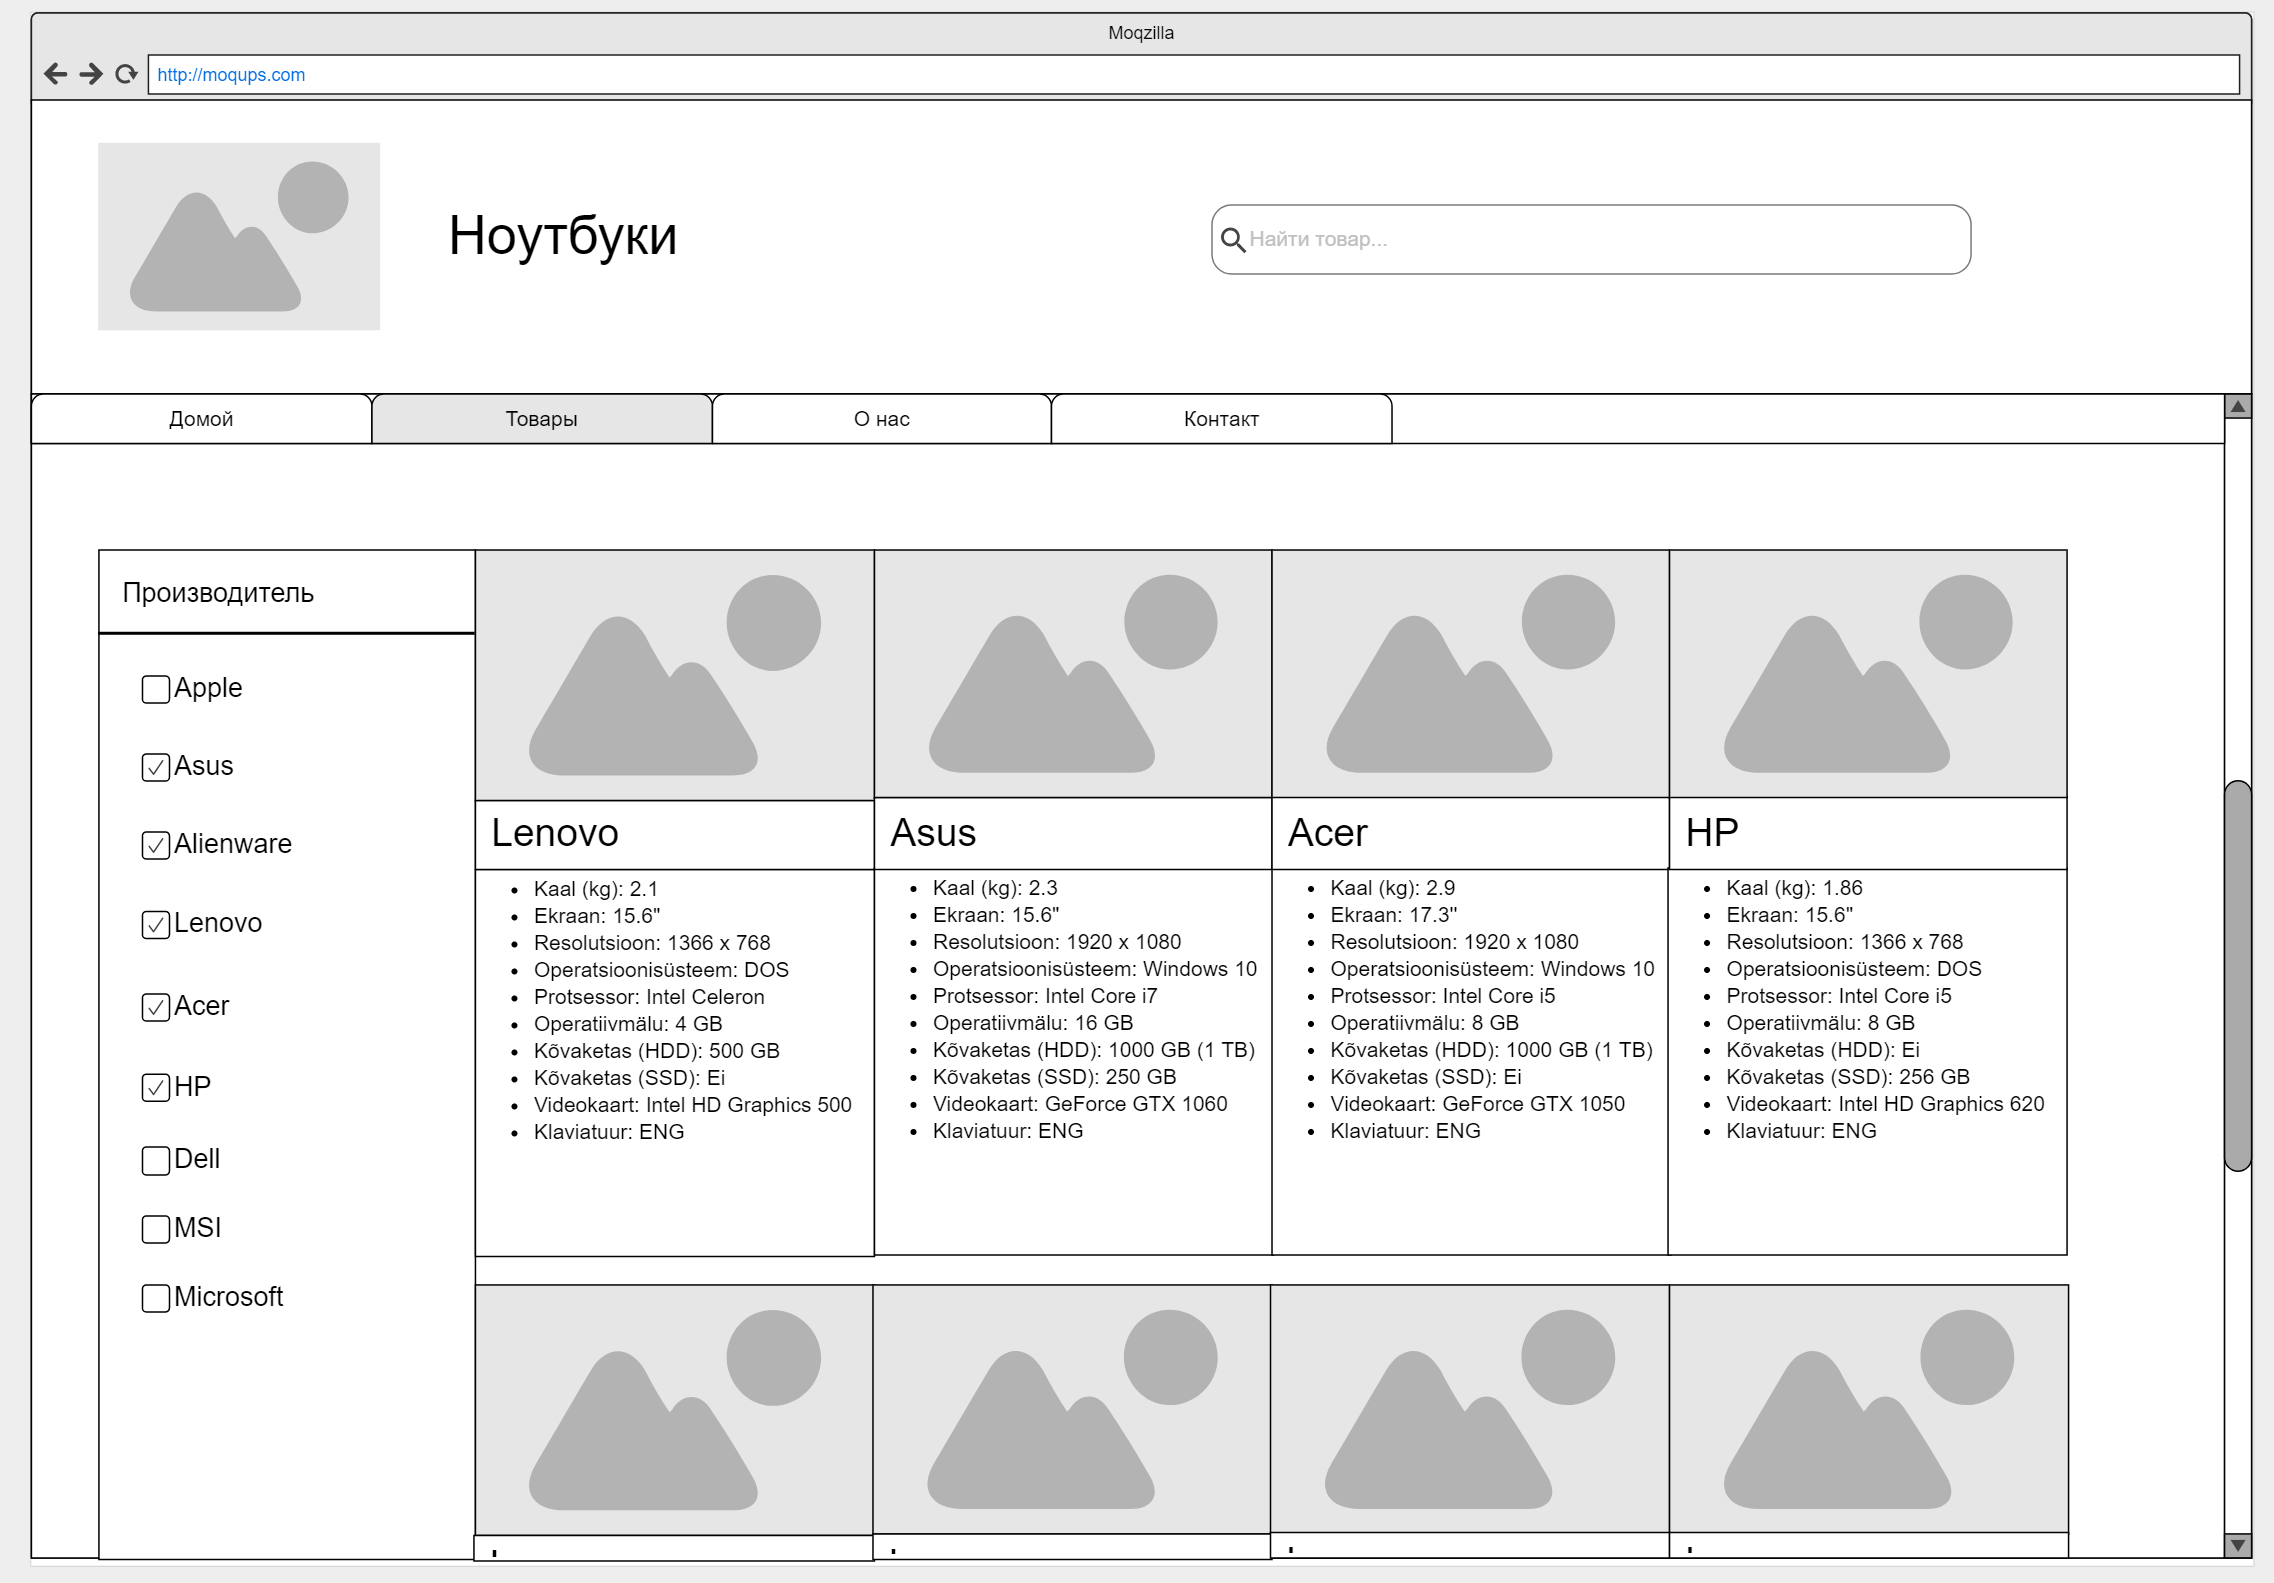 Moqzilla
http://moqups.com
Ноутбуки
Найти товар...
Домой
Товары
О нас
Контакт
Производитель
Apple
Asus
Alienware
Lenovo
Acer
HP
Dell
MSI
Microsoft
Lenovo
Kaal (kg): 2.1
Ekraan: 15.6"
Resolutsioon: 1366 x 768
Operatsioonisüsteem: DOS
Protsessor: Intel Celeron
Operatiivmälu: 4 GB
Kõvaketas (HDD): 500 GB
Kõvaketas (SSD): Ei
Videokaart: Intel HD Graphics 500
Klaviatuur: ENG
Asus
Kaal (kg): 2.3
Ekraan: 15.6"
Resolutsioon: 1920 x 1080
Operatsioonisüsteem: Windows 10
Protsessor: Intel Core i7
Operatiivmälu: 16 GB
Kõvaketas (HDD): 1000 GB (1 TB)
Kõvaketas (SSD): 250 GB
Videokaart: GeForce GTX 1060
Klaviatuur: ENG
Acer
Kaal (kg): 2.9
Ekraan: 17.3"
Resolutsioon: 1920 x 1080
Operatsioonisüsteem: Windows 10
Protsessor: Intel Core i5
Operatiivmälu: 8 GB
Kõvaketas (HDD): 1000 GB (1 TB)
Kõvaketas (SSD): Ei
Videokaart: GeForce GTX 1050
Klaviatuur: ENG
HP
Kaal (kg): 1.86
Ekraan: 15.6"
Resolutsioon: 1366 x 768
Operatsioonisüsteem: DOS
Protsessor: Intel Core i5
Operatiivmälu: 8 GB
Kõvaketas (HDD): Ei
Kõvaketas (SSD): 256 GB
Videokaart: Intel HD Graphics 620
Klaviatuur: ENG